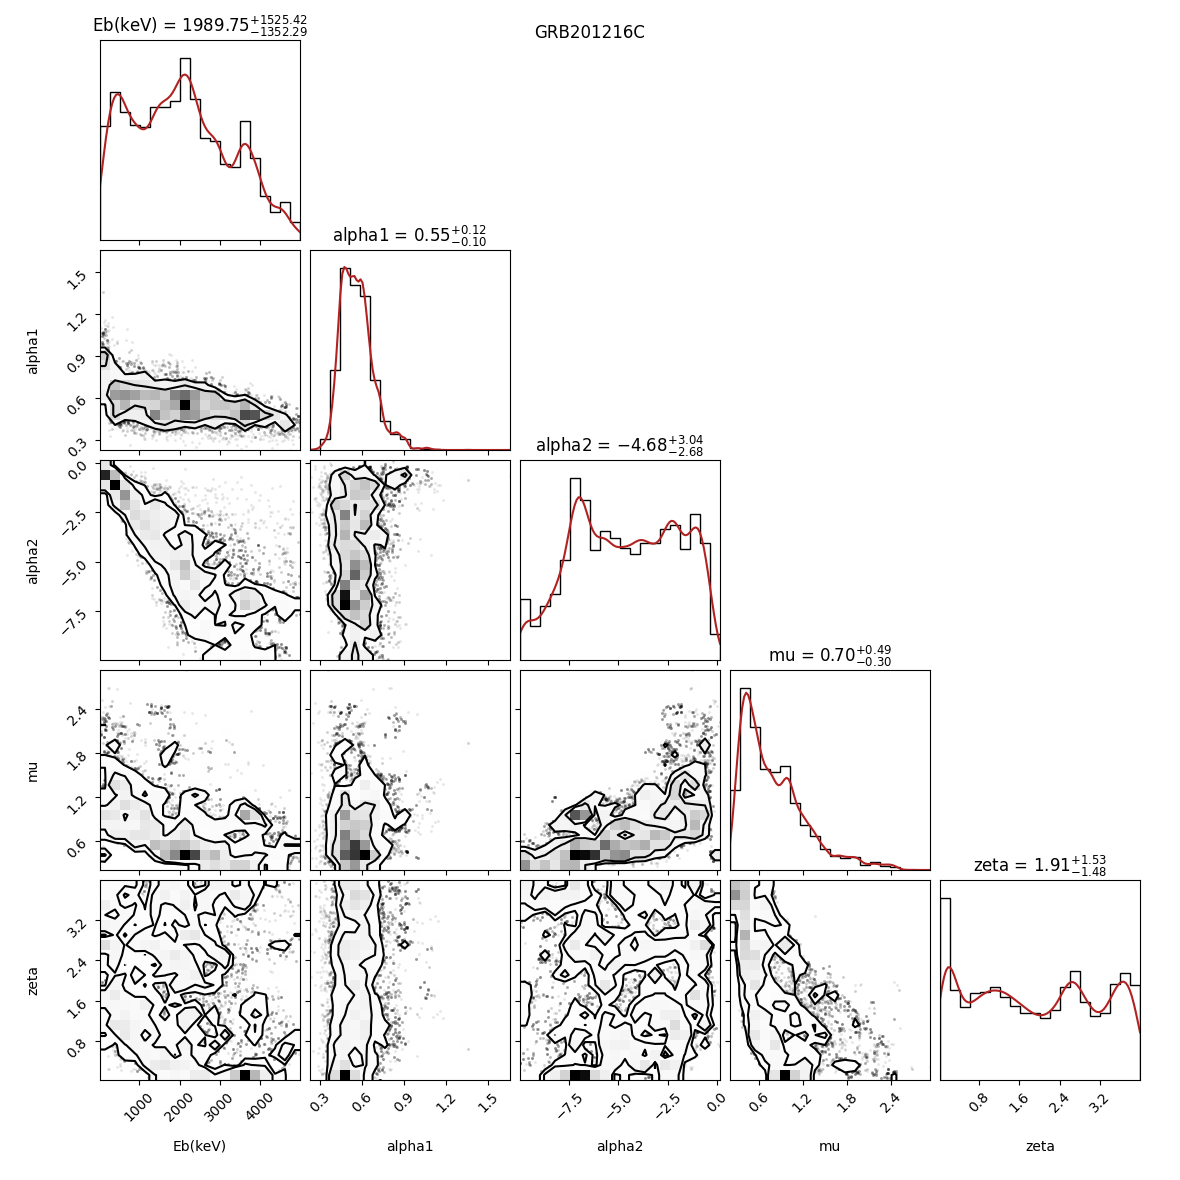 Eb(keV) = 1989.75^{+1525.42}_{−1352.29}
GRB201216C
alpha1 = 0.55^{+0.12}_{−0.10}
alpha1
1.5
1.2
0.9
0.6
0.3
alpha2 = −4.68^{+3.04}_{−2.68}
alpha2
0.0
−2.5
−5.0
−7.5
mu = 0.70^{+0.49}_{−0.30}
mu
2.4
1.8
1.2
0.6
zeta = 1.91^{+1.53}_{−1.48}
zeta
3.2
2.4
1.6
0.8
1000 2000 3000 4000
0.3 0.6 0.9 1.2 1.5
−7.5 −5.0 −2.5 0.0
0.6 1.2 1.8 2.4
0.8 1.6 2.4 3.2
Eb(keV) alpha1 alpha2 mu zeta